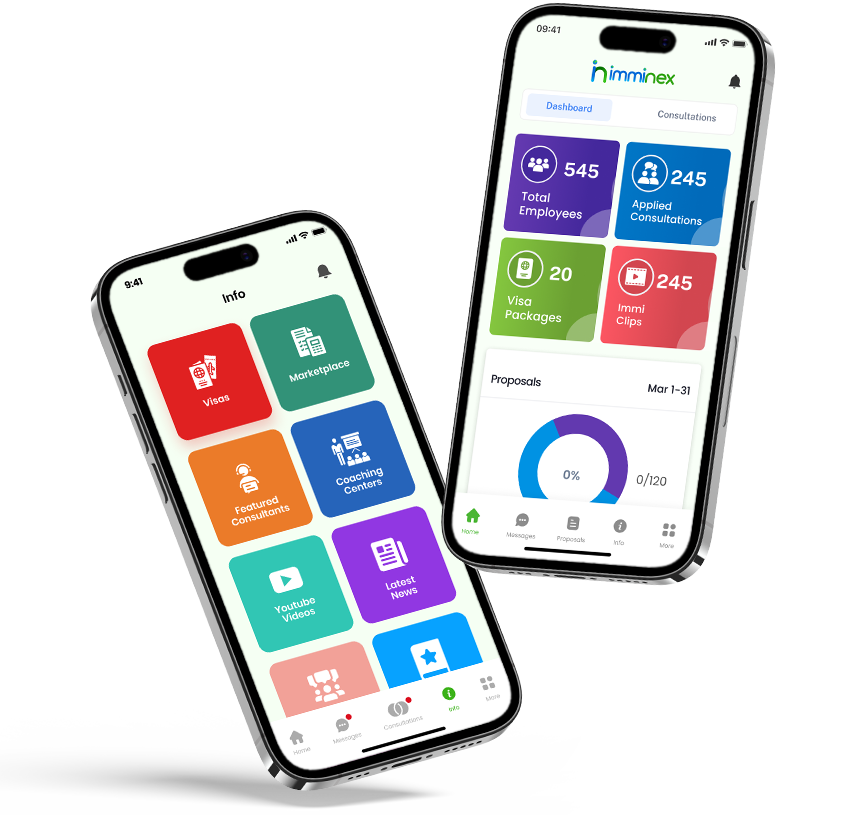 9:41
Info
Visas
Marketplace
Featured
Consultants
Coaching
Centers
Youtube
Videos
Latest
News
Home
Messages
Consultations
Info
More
09:41
imminex
Dashboard
Consultations
545
Total
Employees
245
Applied
Consultations
20
Visa
Packages
245
Immi
Clips
Proposals
Mar 1-31
0%
0/120
Home
Messages
Proposals
Info
More